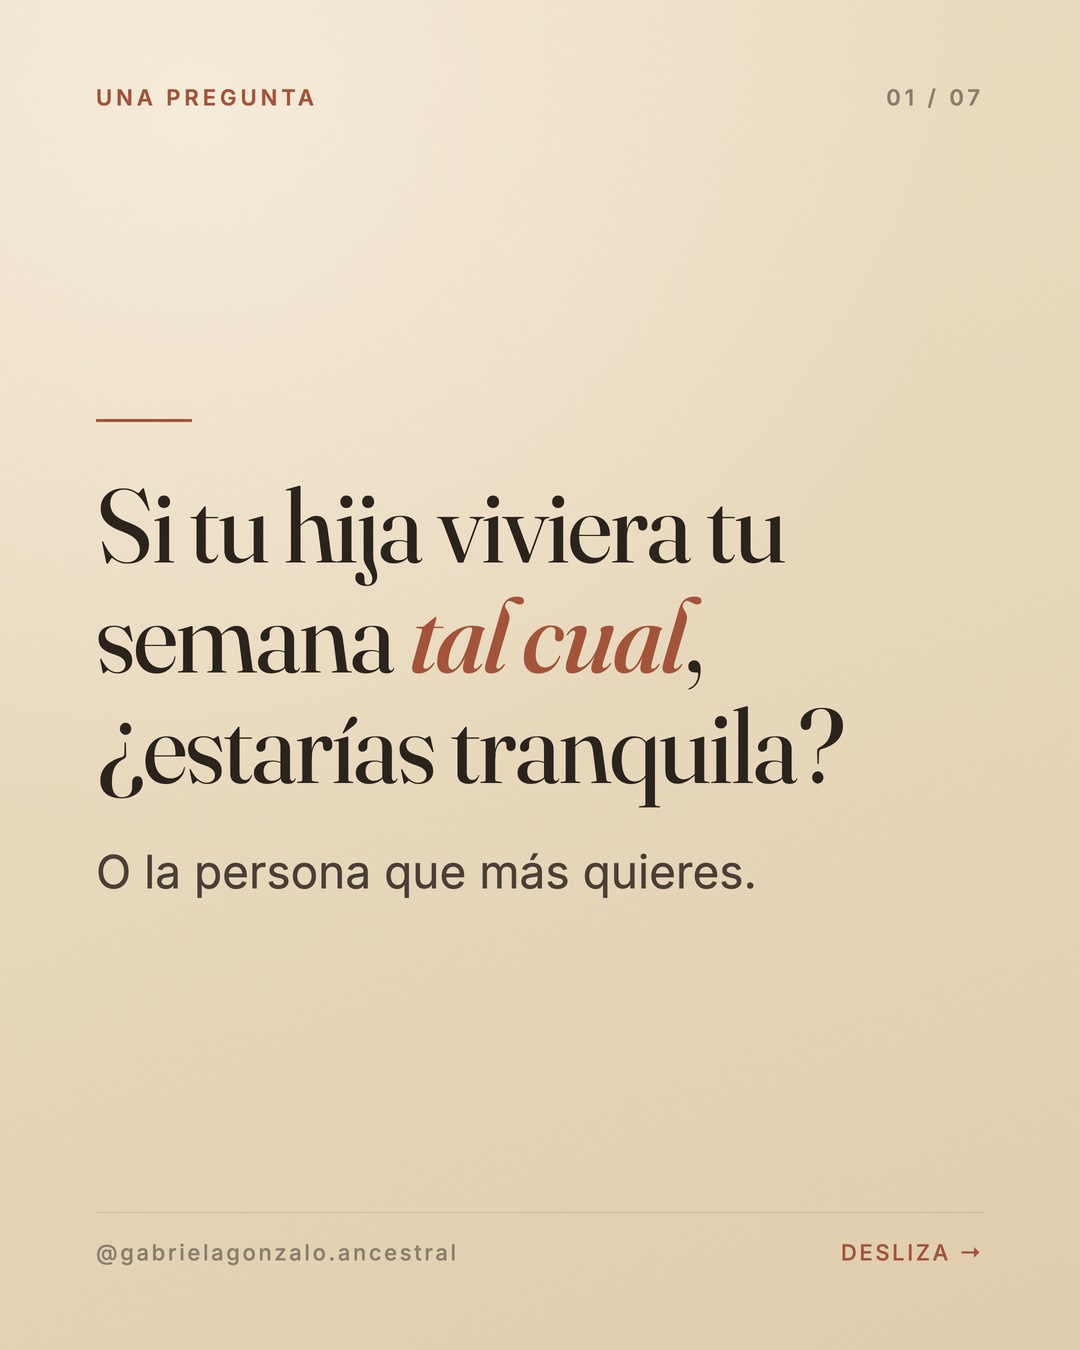 UNA PREGUNTA
01 / 07
Si tu hija viviera tu
semana tal cual,
¿estarías tranquila?
O la persona que más quieres.
@gabrielagonzalo.ancestral
DESLIZA →